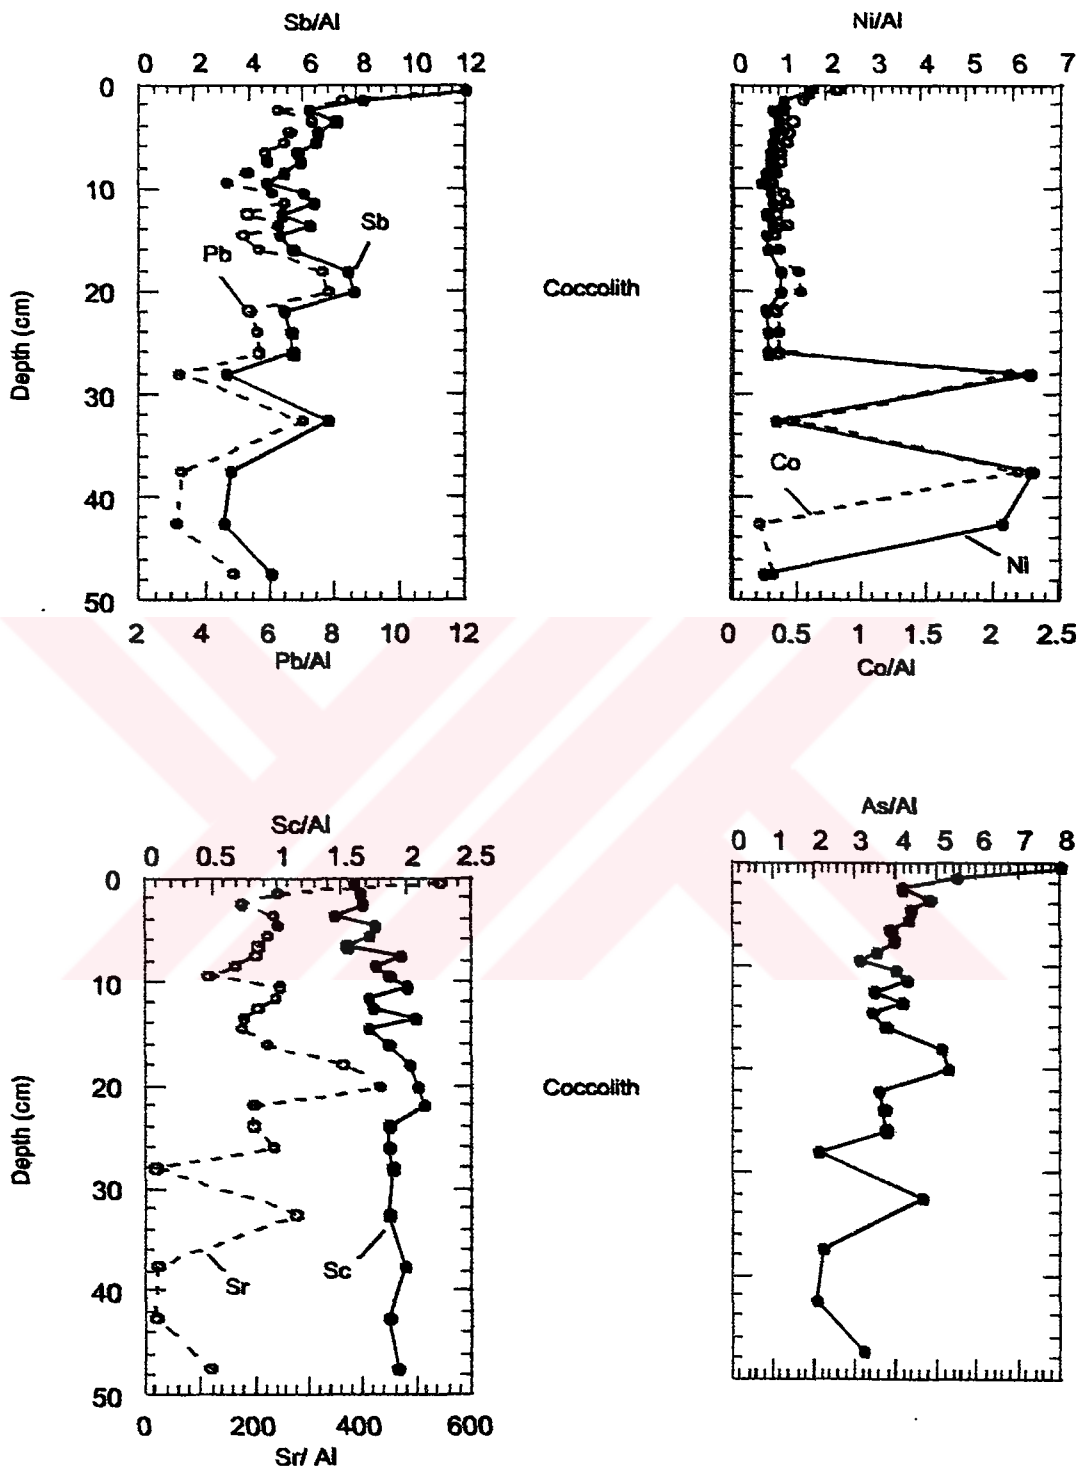 Sb/Al
0 2 4 6 8 10 12
Ni/Al
0 1 2 3 4 5 6 7
0
10
20
30
40
50
Depth (cm)
Sb
Pb
Coccolith
Co
Ni
2 4 6 8 10 12
Pb/Al
0 0.5 1 1.5 2 2.5
Co/Al
Sc/Al
0 0.5 1 1.5 2 2.5
As/Al
0 1 2 3 4 5 6 7 8
0
10
20
30
40
50
Depth (cm)
Coccolith
Sr
Sc
0 200 400 600
Sr/ Al